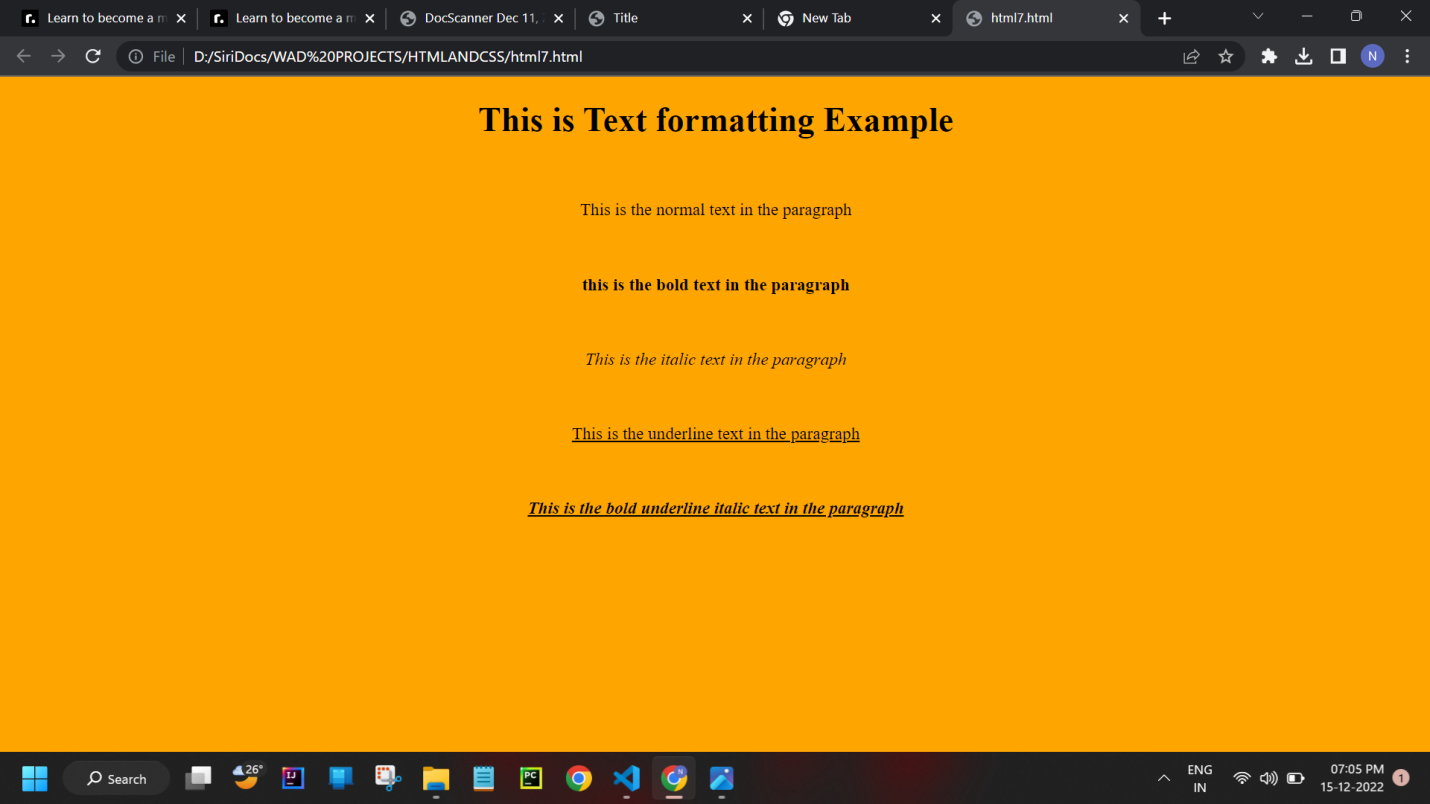 Learn to become a m
Learn to become a m
DocScanner Dec 11,
Title
New Tab
html7.html
File
D:/SiriDocs/WAD%20PROJECTS/HTMLANDCSS/html7.html
N
This is Text formatting Example
This is the normal text in the paragraph
this is the bold text in the paragraph
This is the italic text in the paragraph
This is the underline text in the paragraph
This is the bold underline italic text in the paragraph
Search
26°
IJ
PC
N
ENG
IN
07:05 PM
15-12-2022
1